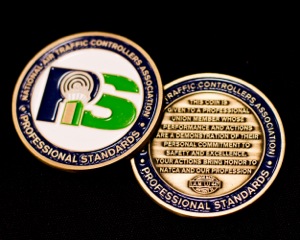 NATIONAL AIR TRAFFIC CONTROLLERS ASSOCIATION
PS
PROFESSIONAL STANDARDS
TRAFFIC CONTROLLERS ASSOCIATION
THIS COIN IS
GIVEN TO A PROFESSIONAL
UNION MEMBER WHOSE
PERFORMANCE AND ACTIONS
ARE A DEMONSTRATION OF THEIR
PERSONAL COMMITMENT TO
SAFETY AND EXCELLENCE.
YOUR ACTIONS BRING HONOR TO
NATCA AND OUR PROFESSION
PROFESSIONAL STANDARDS